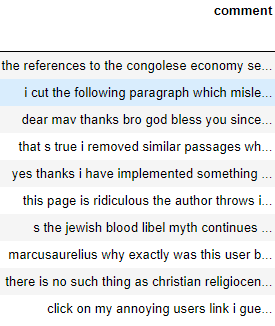 comment
the references to the congolese economy se...
i cut the following paragraph which misle...
dear mav thanks bro god bless you since...
that s true i removed similar passages wh...
yes thanks i have implemented something ...
this page is ridiculous the author throws i...
s the jewish blood libel myth continues ...
marcusaurelius why exactly was this user b...
there is no such thing as christian religiocen...
click on my annoying users link i gue...